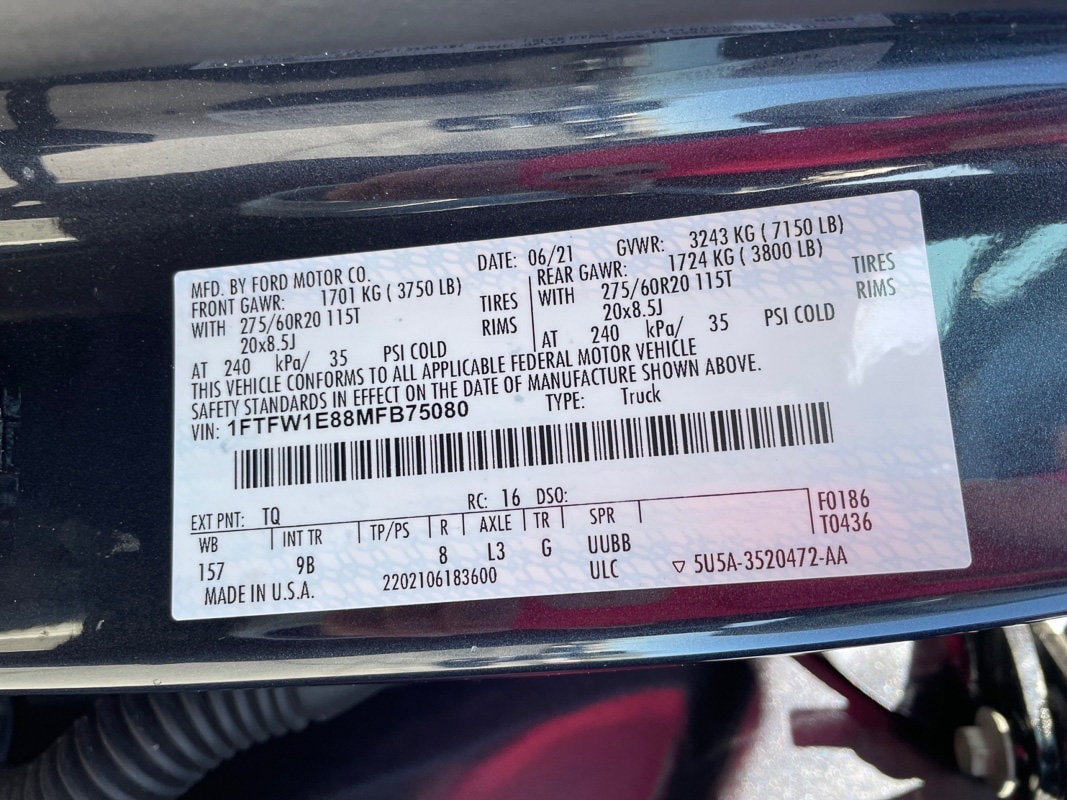 MFD. BY FORD MOTOR CO. DATE: 06/21 GVWR: 3243 KG ( 7150 LB)
FRONT GAWR: 1701 KG ( 3750 LB) REAR GAWR: 1724 KG ( 3800 LB)
WITH 275/60R20 115T TIRES WITH 275/60R20 115T TIRES
20x8.5J RIMS 20x8.5J RIMS
AT 240 kPa/ 35 PSI COLD AT 240 kPa/ 35 PSI COLD
THIS VEHICLE CONFORMS TO ALL APPLICABLE FEDERAL MOTOR VEHICLE
SAFETY STANDARDS IN EFFECT ON THE DATE OF MANUFACTURE SHOWN ABOVE.
VIN: 1FTFW1E88MFB75080 TYPE: Truck
EXT PNT: TQ RC: 16 DSO: F0186
WB INT TR TP/PS R AXLE TR SPR T0436
157 9B 8 L3 G UUBB
MADE IN U.S.A. 2202106183600 ULC ▽ 5U5A-3520472-AA